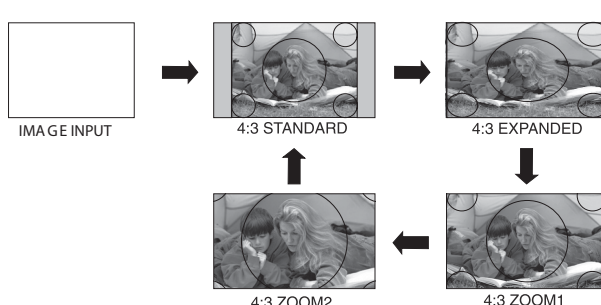 IMAGE INPUT
4:3 STANDARD
4:3 EXPANDED
4:3 ZOOM2
4:3 ZOOM1